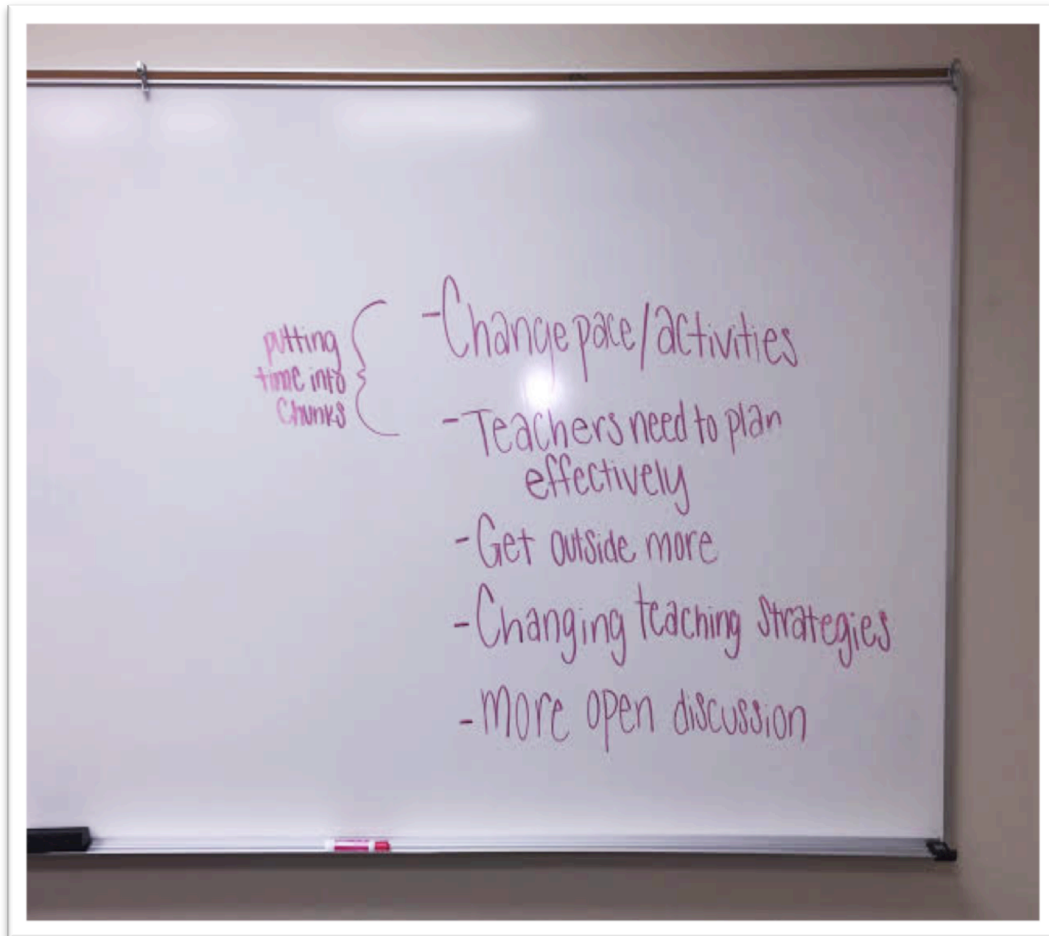 putting
time into
Chunks
-Change pace/activities
-Teachers need to plan
effectively
-Get outside more
-Changing teaching strategies
-more open discussion